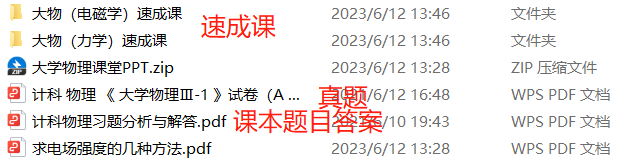 大物（电磁学）速成课 2023/6/12 13:46 文件夹
大物（力学）速成课 2023/6/12 13:46 文件夹
速成课
大学物理课堂PPT.zip 2023/6/12 13:28 ZIP 压缩文件
计科 物理 《 大学物理Ⅲ-1 》试卷（A ... 真题 2023/6/12 16:48 WPS PDF 文档
计科物理习题分析与解答.pdf 课本题目答案 /6/10 19:43 WPS PDF 文档
求电场强度的几种方法.pdf 2023/6/12 13:28 WPS PDF 文档